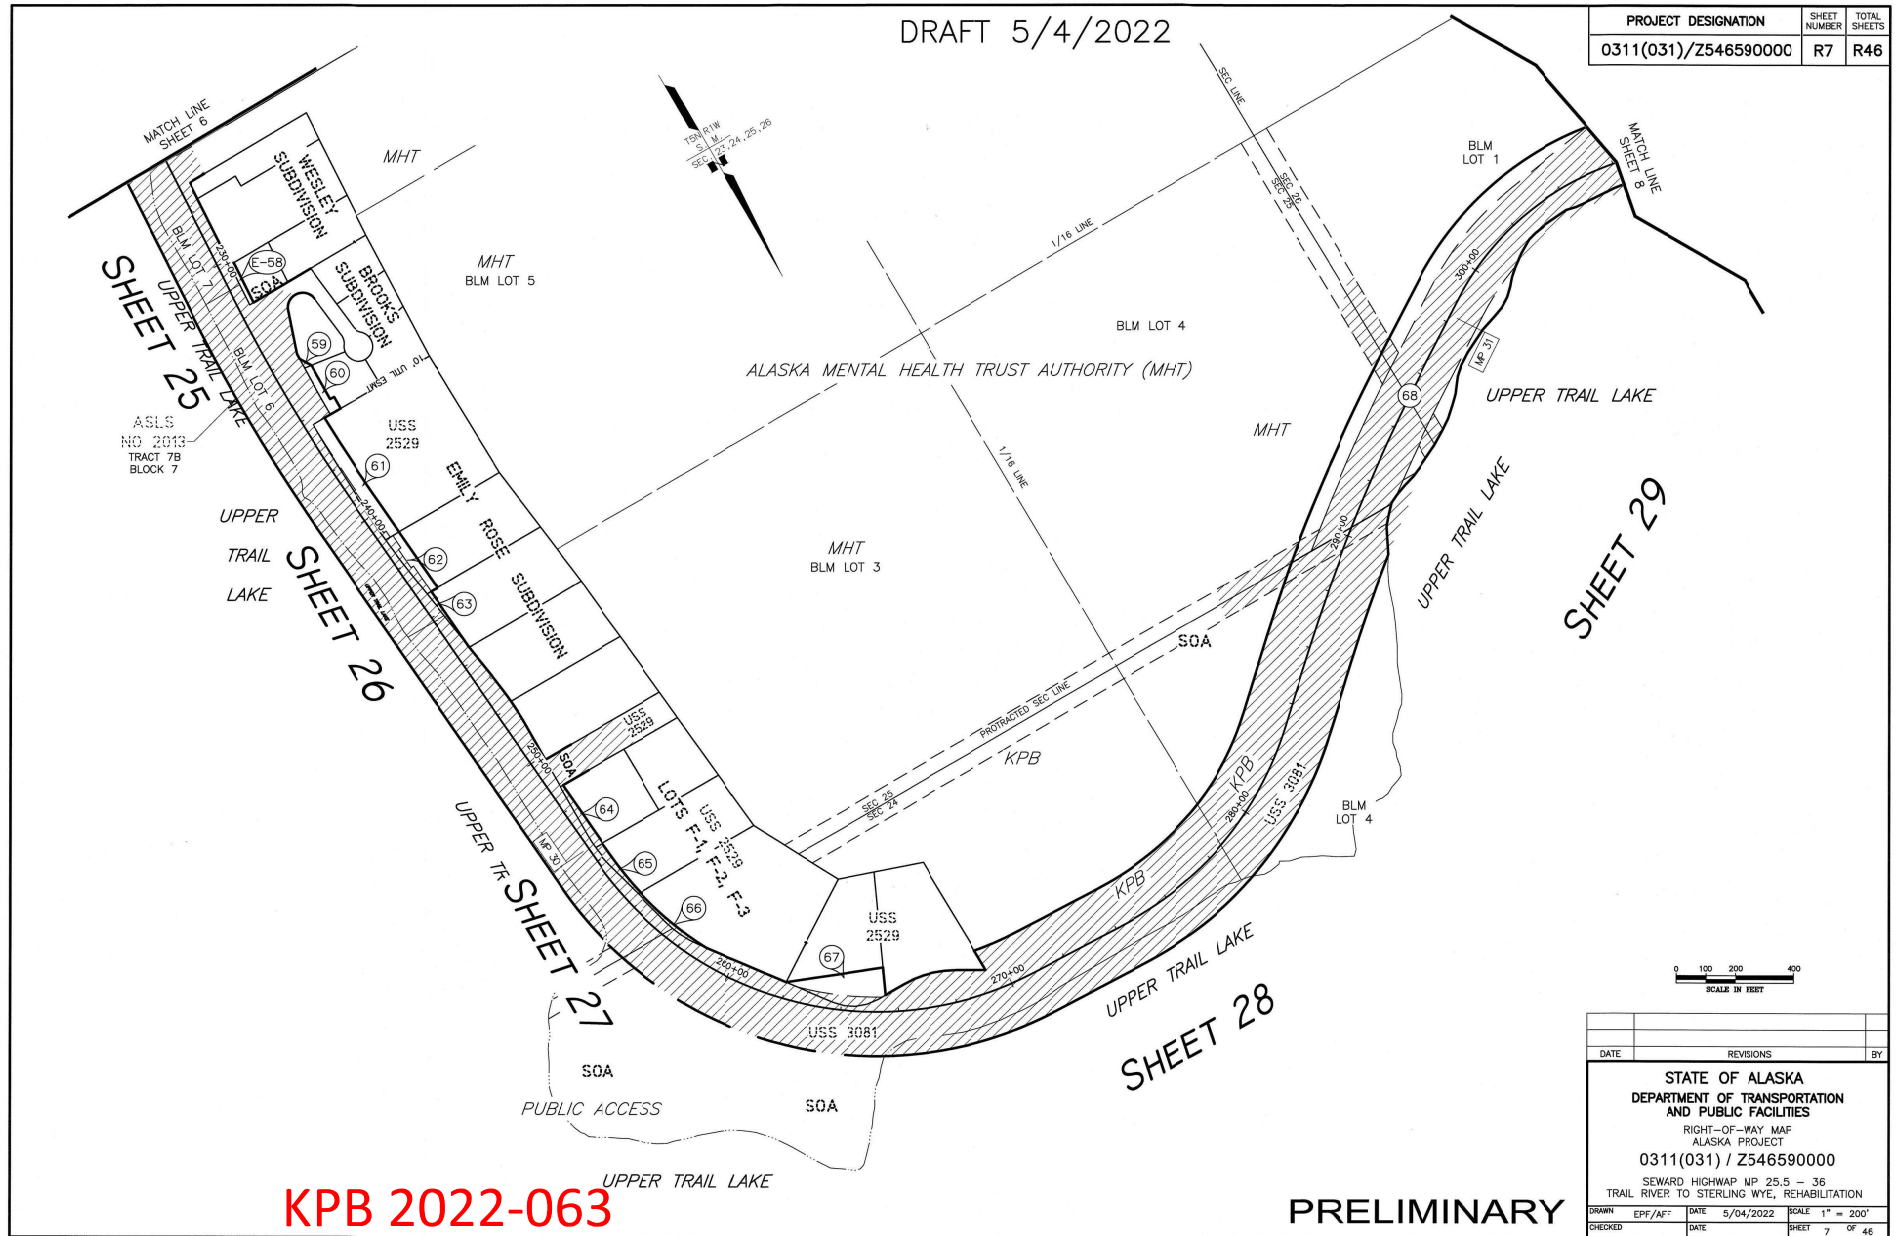 DRAFT 5/4/2022
PROJECT DESIGNATION
SHEET NUMBER
TOTAL SHEETS
0311(031)/Z546590000
R7
R46
MATCH LINE
SHEET 6
WESLEY
SUBDIVISION
MHT
T5N R1W
S. M.
SEC. 23,24,25,26
SEC LINE
BLM
LOT 1
MATCH LINE
SHEET 8
SEC 26
SEC 25
1/16 LINE
BLM LOT 7
230+00
E-58
SOA
BROOKS
SUBDIVISION
MHT
BLM LOT 5
300+00
SHEET 25
UPPER TRAIL LAKE
BLM LOT 6
59
60
10' UTIL ESMT
BLM LOT 4
ALASKA MENTAL HEALTH TRUST AUTHORITY (MHT)
MP 31
68
UPPER TRAIL LAKE
ASLS
NO 2013
TRACT 7B
BLOCK 7
USS
2529
61
EMILY ROSE SUBDIVISION
MHT
1/16 LINE
UPPER
TRAIL
LAKE
SHEET 26
240+00
62
63
MHT
BLM LOT 3
290+00
UPPER TRAIL LAKE
SHEET 29
SOA
PROTRACTED SEC LINE
KPB
USS
2529
250+00
SOA
64
LOTS F-1, F-2, F-3
USS 2529
SEC 25
SEC 24
KPB
280+00
USS 3081
BLM
LOT 4
UPPER TR
MP 30
65
66
KPB
SHEET 27
USS
2529
67
260+00
270+00
UPPER TRAIL LAKE
USS 3081
SHEET 28
SOA
PUBLIC ACCESS
SOA
UPPER TRAIL LAKE
0 100 200 400
SCALE IN FEET
DATE
REVISIONS
BY
STATE OF ALASKA
DEPARTMENT OF TRANSPORTATION
AND PUBLIC FACILITIES
RIGHT-OF-WAY MAP
ALASKA PROJECT
0311(031) / Z546590000
SEWARD HIGHWAP MP 25.5 - 36
TRAIL RIVER TO STERLING WYE, REHABILITATION
DRAWN EPF/AFF DATE 5/04/2022 SCALE 1" = 200'
CHECKED DATE SHEET 7 OF 46
KPB 2022-063
PRELIMINARY